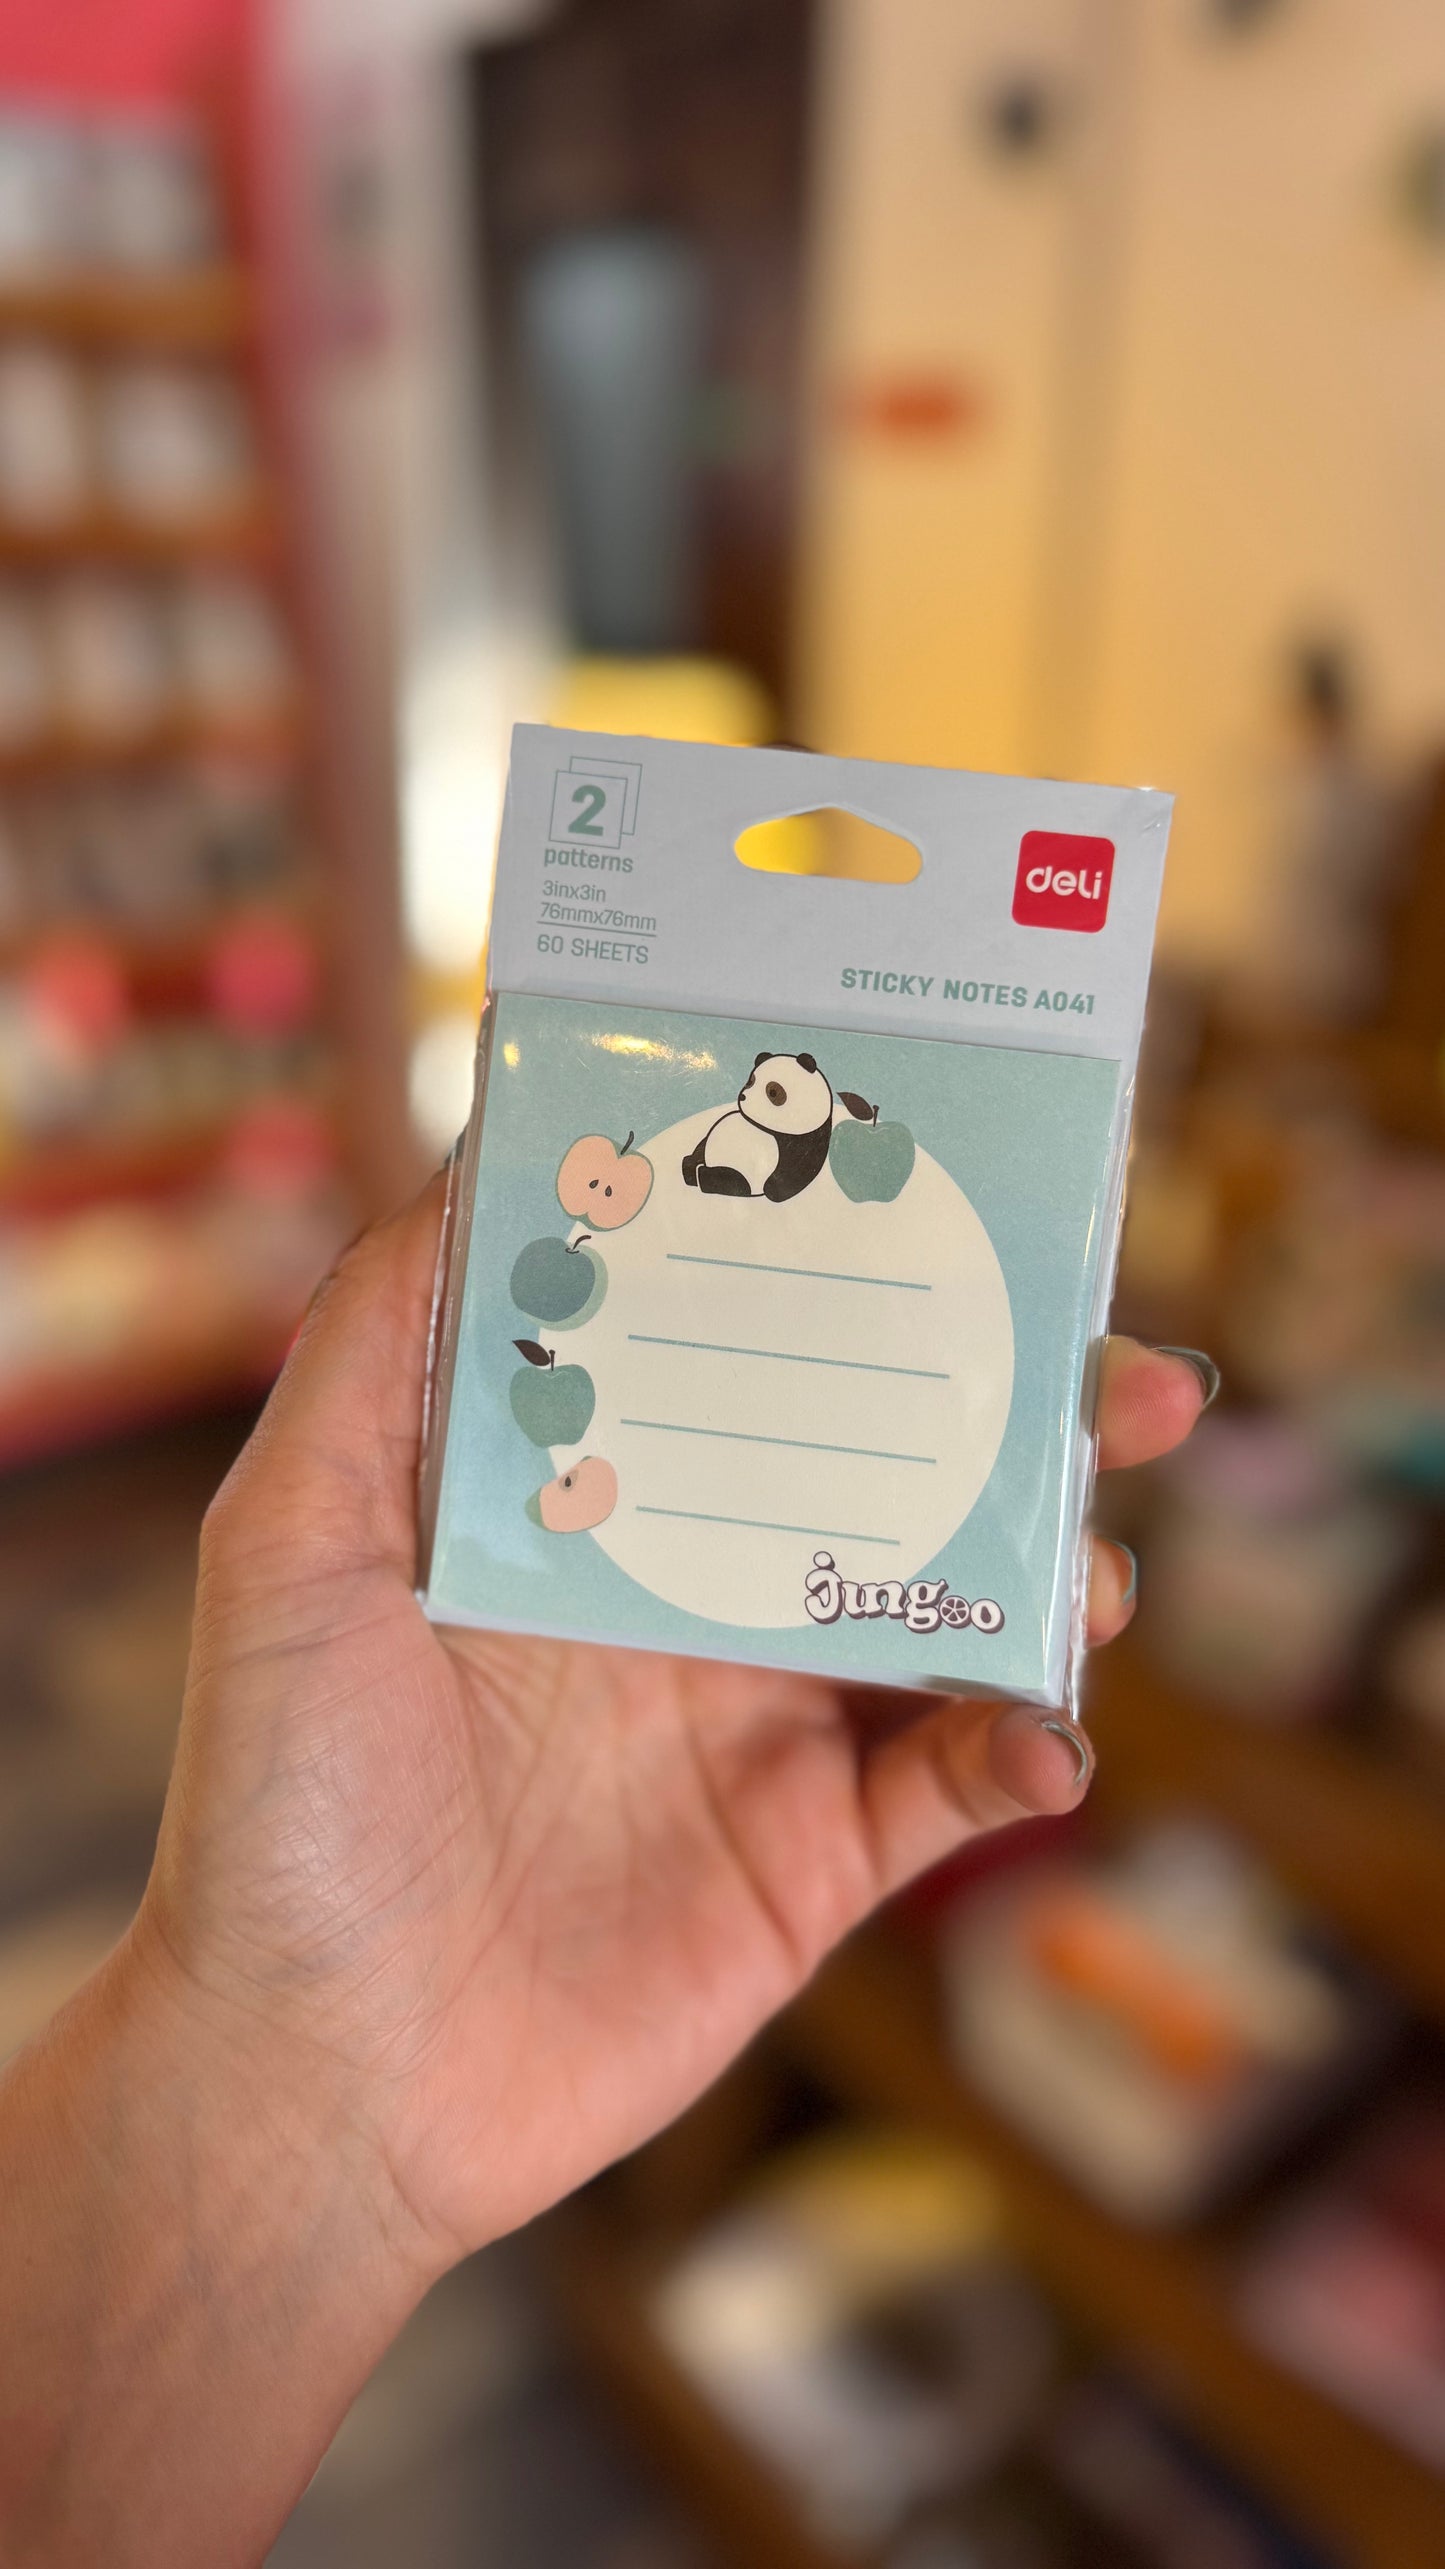 2
patterns
3inx3in
76mmx76mm
60 SHEETS
deli
STICKY NOTES A041
jungoo